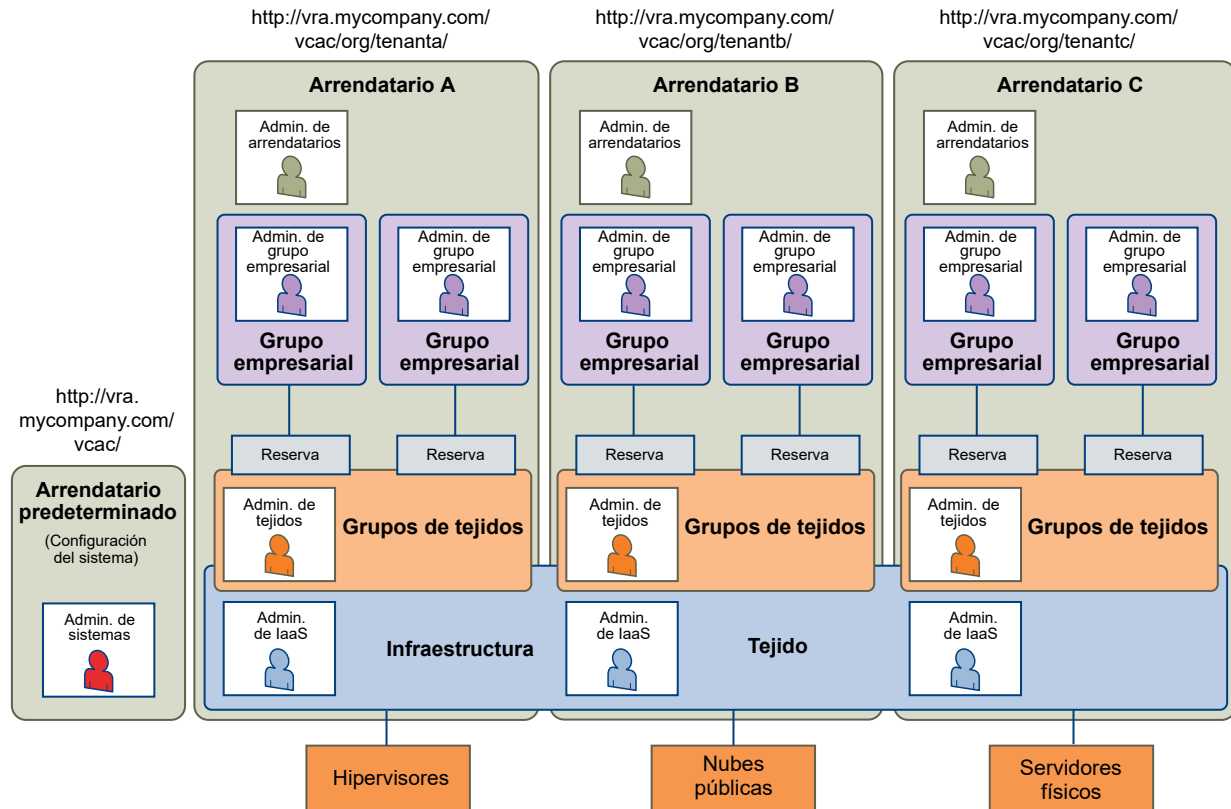 http://vra.mycompany.com/
vcac/org/tenanta/
http://vra.mycompany.com/
vcac/org/tenantb/
http://vra.mycompany.com/
vcac/org/tenantc/
Arrendatario A
Arrendatario B
Arrendatario C
Admin. de
arrendatarios
Admin. de
arrendatarios
Admin. de
arrendatarios
Admin. de
grupo
empresarial
Grupo
empresarial
Admin. de
grupo
empresarial
Grupo
empresarial
Admin. de
grupo
empresarial
Grupo
empresarial
Admin. de
grupo
empresarial
Grupo
empresarial
Admin. de
grupo
empresarial
Grupo
empresarial
Admin. de
grupo
empresarial
Grupo
empresarial
http://vra.
mycompany.com/
vcac/
Reserva
Reserva
Reserva
Reserva
Reserva
Reserva
Arrendatario
predeterminado
(Configuración
del sistema)
Admin. de
sistemas
Admin. de
tejidos
Grupos de tejidos
Admin. de
tejidos
Grupos de tejidos
Admin. de
tejidos
Grupos de tejidos
Admin.
de IaaS
Infraestructura
Admin.
de IaaS
Tejido
Admin.
de IaaS
Hipervisores
Nubes
públicas
Servidores
físicos